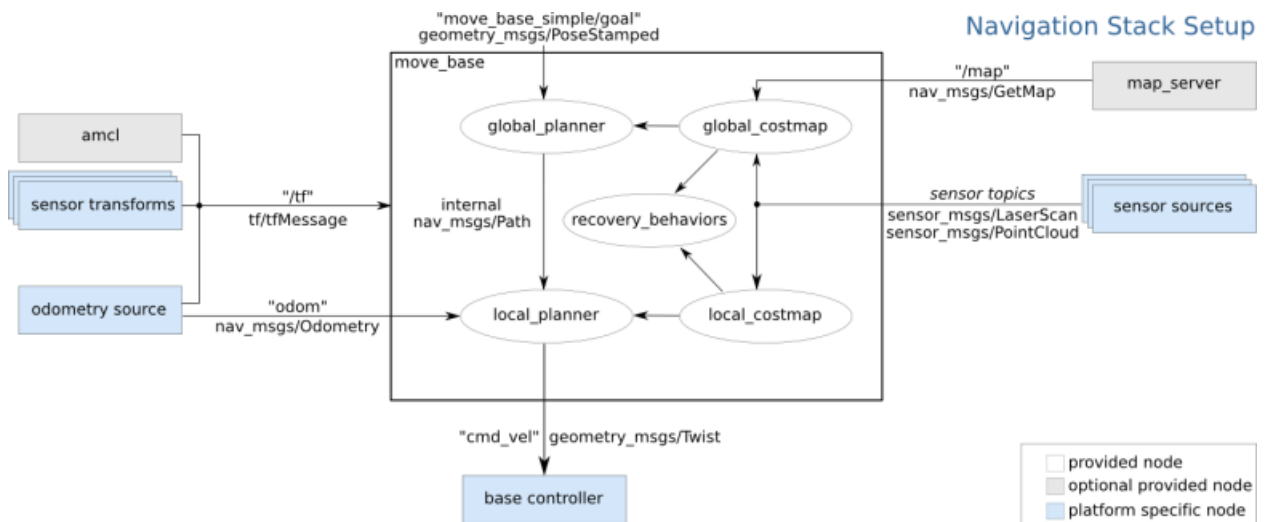 "move_base_simple/goal"
geometry_msgs/PoseStamped
Navigation Stack Setup
move_base
"/map"
nav_msgs/GetMap
map_server
global_planner
global_costmap
amcl
sensor transforms
"/tf"
tf/tfMessage
internal
nav_msgs/Path
recovery_behaviors
sensor topics
sensor_msgs/LaserScan
sensor_msgs/PointCloud
sensor sources
odometry source
"odom"
nav_msgs/Odometry
local_planner
local_costmap
"cmd_vel" geometry_msgs/Twist
base controller
provided node
optional provided node
platform specific node